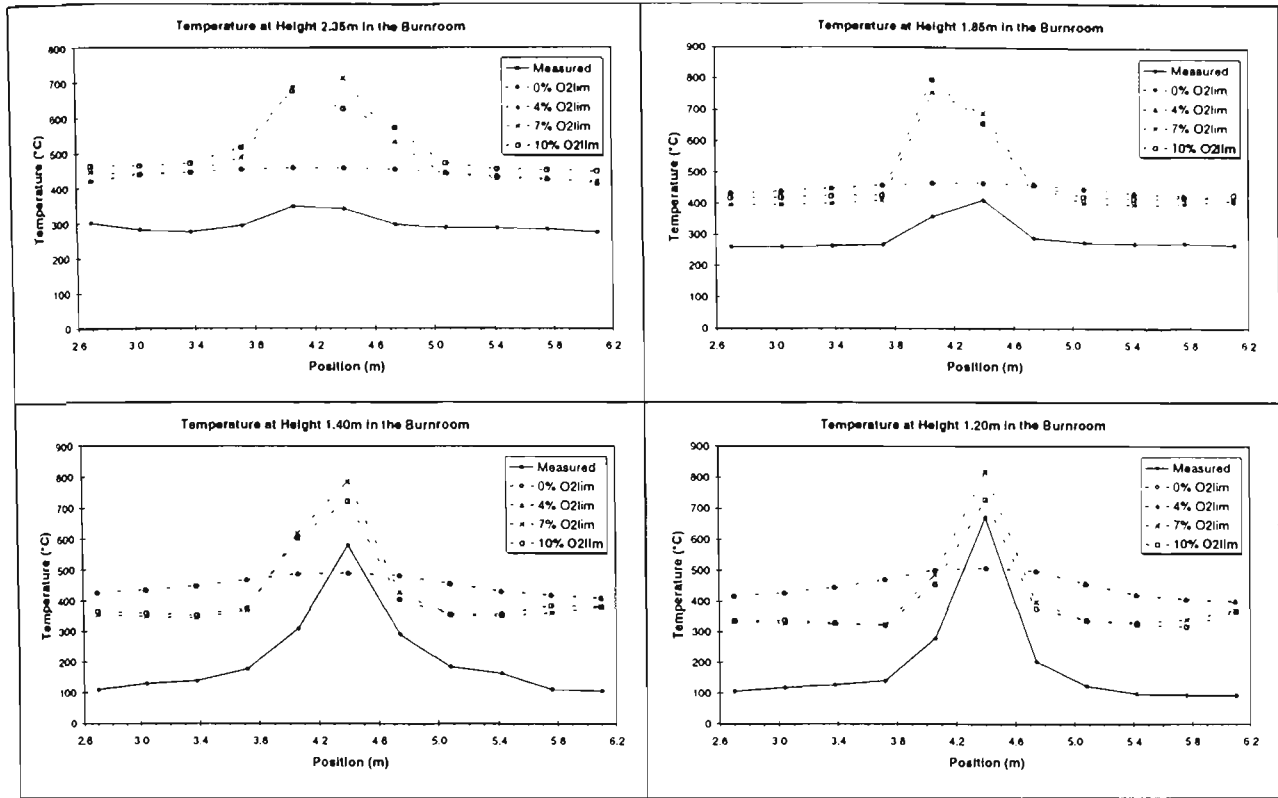 Temperature at Height 2.35m in the Burnroom
800
700
600
500
400
300
200
100
0
Temperature (°C)
Measured
0% O2lim
4% O2lim
7% O2lim
10% O2lim
2.6 3.0 3.4 3.8 4.2 4.6 5.0 5.4 5.8 6.2
Position (m)
Temperature at Height 1.85m in the Burnroom
900
800
700
600
500
400
300
200
100
0
Temperature (°C)
Measured
0% O2lim
4% O2lim
7% O2lim
10% O2lim
2.6 3.0 3.4 3.8 4.2 4.6 5.0 5.4 5.8 6.2
Position (m)
Temperature at Height 1.40m in the Burnroom
900
800
700
600
500
400
300
200
100
0
Temperature (°C)
Measured
0% O2lim
4% O2lim
7% O2lim
10% O2lim
2.6 3.0 3.4 3.8 4.2 4.6 5.0 5.4 5.8 6.2
Position (m)
Temperature at Height 1.20m in the Burnroom
900
800
700
600
500
400
300
200
100
0
Temperature (°C)
Measured
0% O2lim
4% O2lim
7% O2lim
10% O2lim
2.6 3.0 3.4 3.8 4.2 4.6 5.0 5.4 5.8 6.2
Position (m)